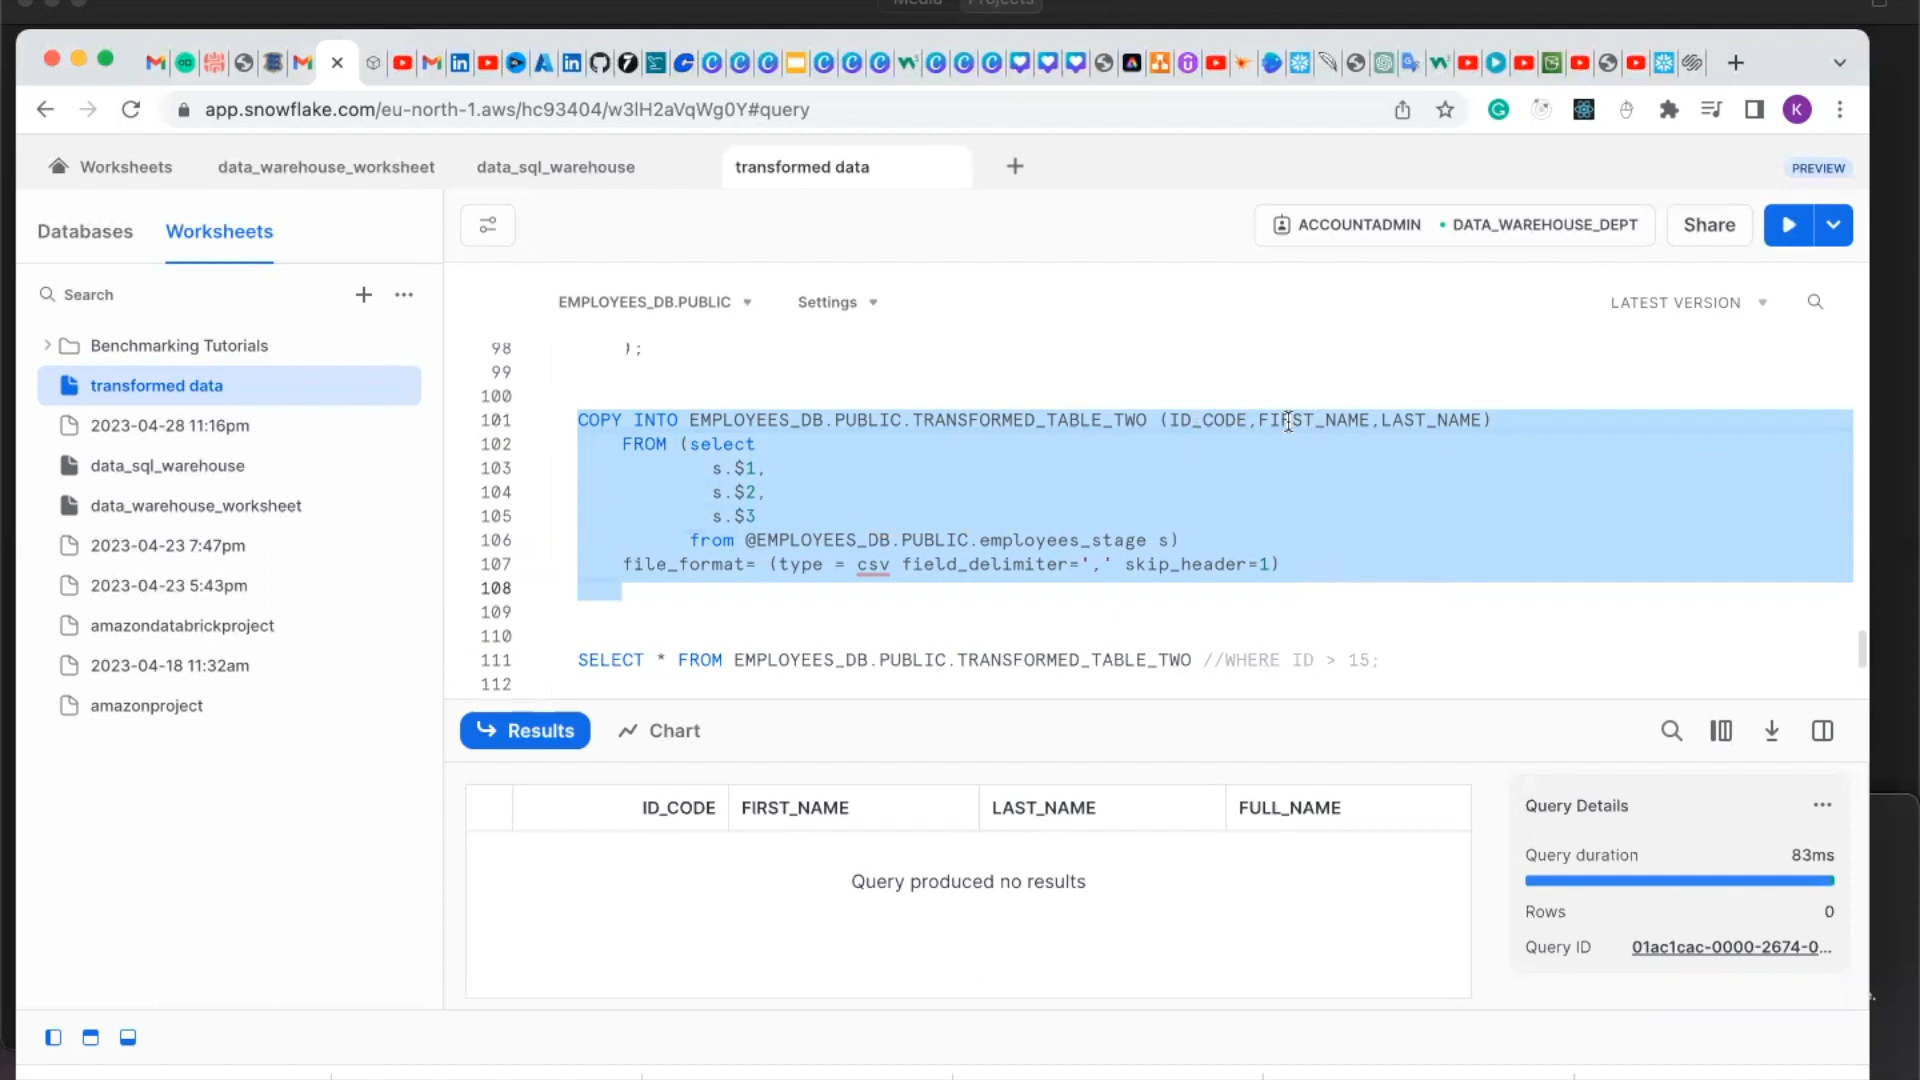 Media
Projects
app.snowflake.com/eu-north-1.aws/hc93404/w3lH2aVqWg0Y#query
K
Worksheets
data_warehouse_worksheet
data_sql_warehouse
transformed data
PREVIEW
Databases
Worksheets
ACCOUNTADMIN
DATA_WAREHOUSE_DEPT
Share
Search
EMPLOYEES_DB.PUBLIC
Settings
LATEST VERSION
Benchmarking Tutorials
transformed data
2023-04-28 11:16pm
data_sql_warehouse
data_warehouse_worksheet
2023-04-23 7:47pm
2023-04-23 5:43pm
amazondatabrickproject
2023-04-18 11:32am
amazonproject
98 );
99
100
101 COPY INTO EMPLOYEES_DB.PUBLIC.TRANSFORMED_TABLE_TWO (ID_CODE,FIRST_NAME,LAST_NAME)
102 FROM (select
103 s.$1,
104 s.$2,
105 s.$3
106 from @EMPLOYEES_DB.PUBLIC.employees_stage s)
107 file_format= (type = csv field_delimiter=',' skip_header=1)
108
109
110
111 SELECT * FROM EMPLOYEES_DB.PUBLIC.TRANSFORMED_TABLE_TWO //WHERE ID > 15;
112
Results
Chart
ID_CODE FIRST_NAME LAST_NAME FULL_NAME
Query produced no results
Query Details
Query duration 83ms
Rows 0
Query ID 01ac1cac-0000-2674-0...